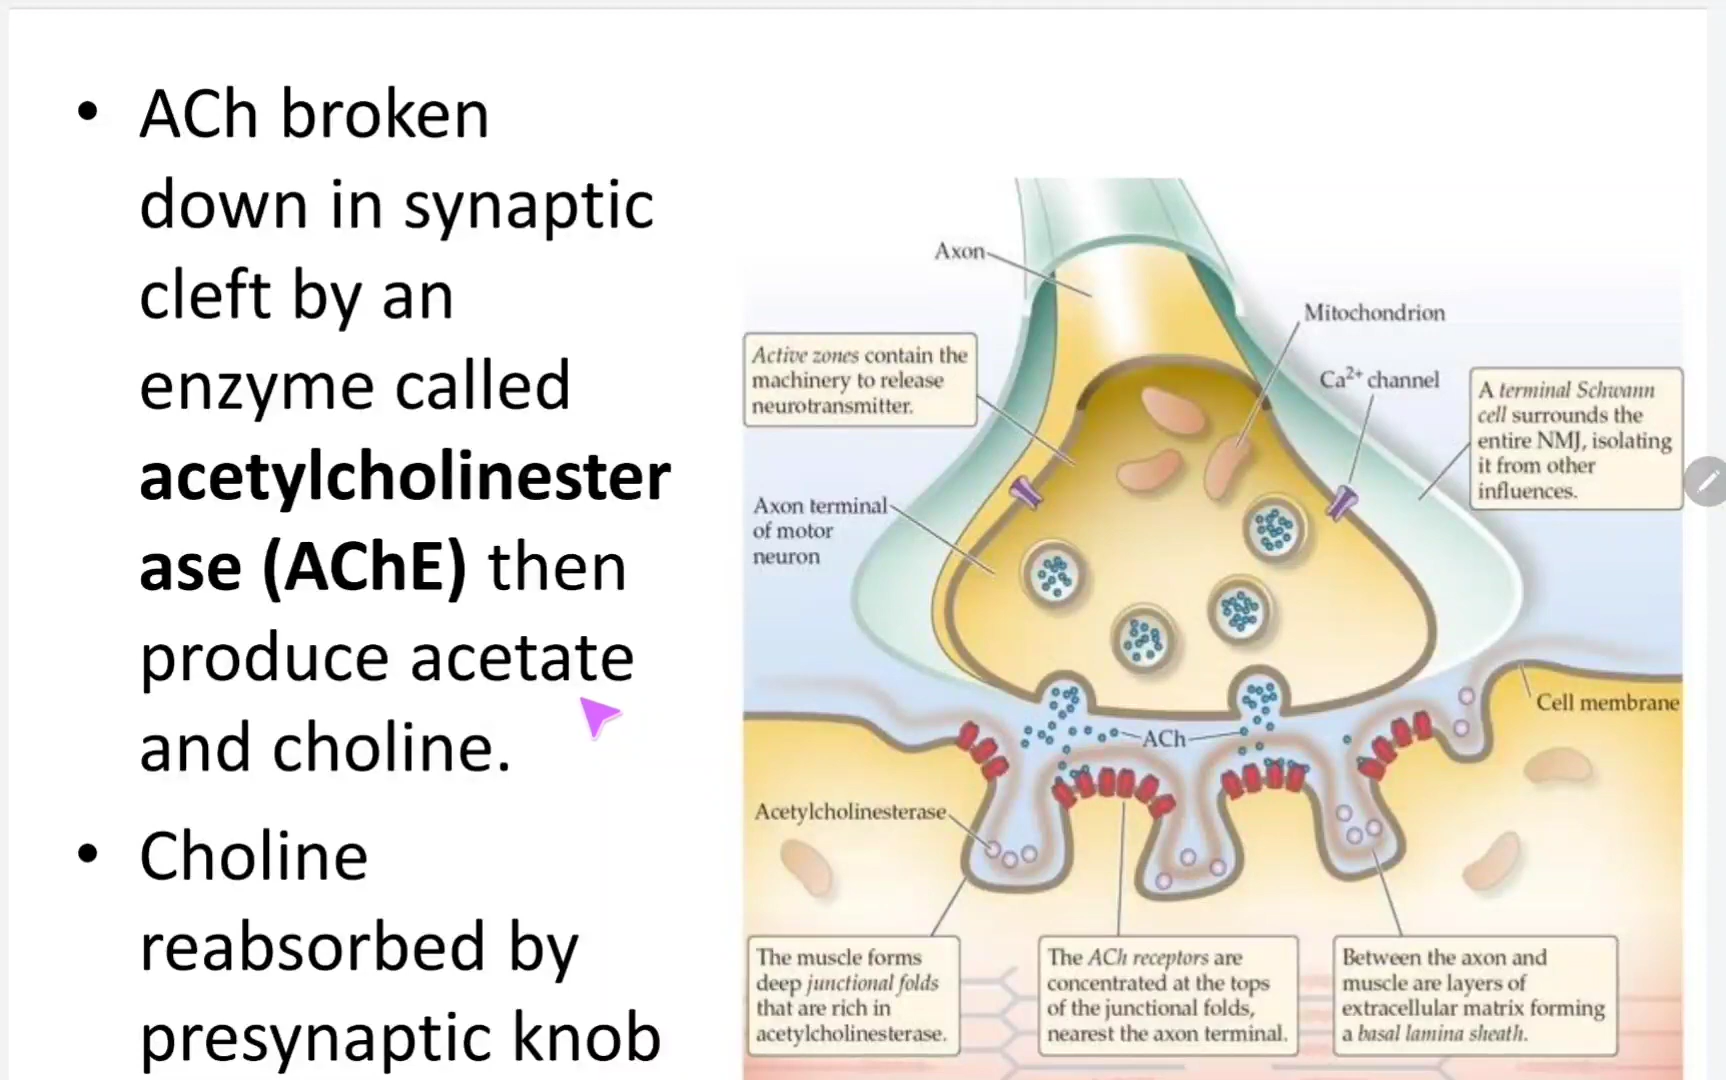 • ACh broken
down in synaptic
cleft by an
enzyme called
acetylcholinester
ase (AChE) then
produce acetate
and choline.
• Choline
reabsorbed by
presynaptic knob
Axon
Mitochondrion
Active zones contain the
machinery to release
neurotransmitter.
Ca²⁺ channel
A terminal Schwann
cell surrounds the
entire NMJ, isolating
it from other
influences.
Axon terminal
of motor
neuron
Cell membrane
ACh
Acetylcholinesterase
The muscle forms
deep junctional folds
that are rich in
acetylcholinesterase.
The ACh receptors are
concentrated at the tops
of the junctional folds,
nearest the axon terminal.
Between the axon and
muscle are layers of
extracellular matrix forming
a basal lamina sheath.